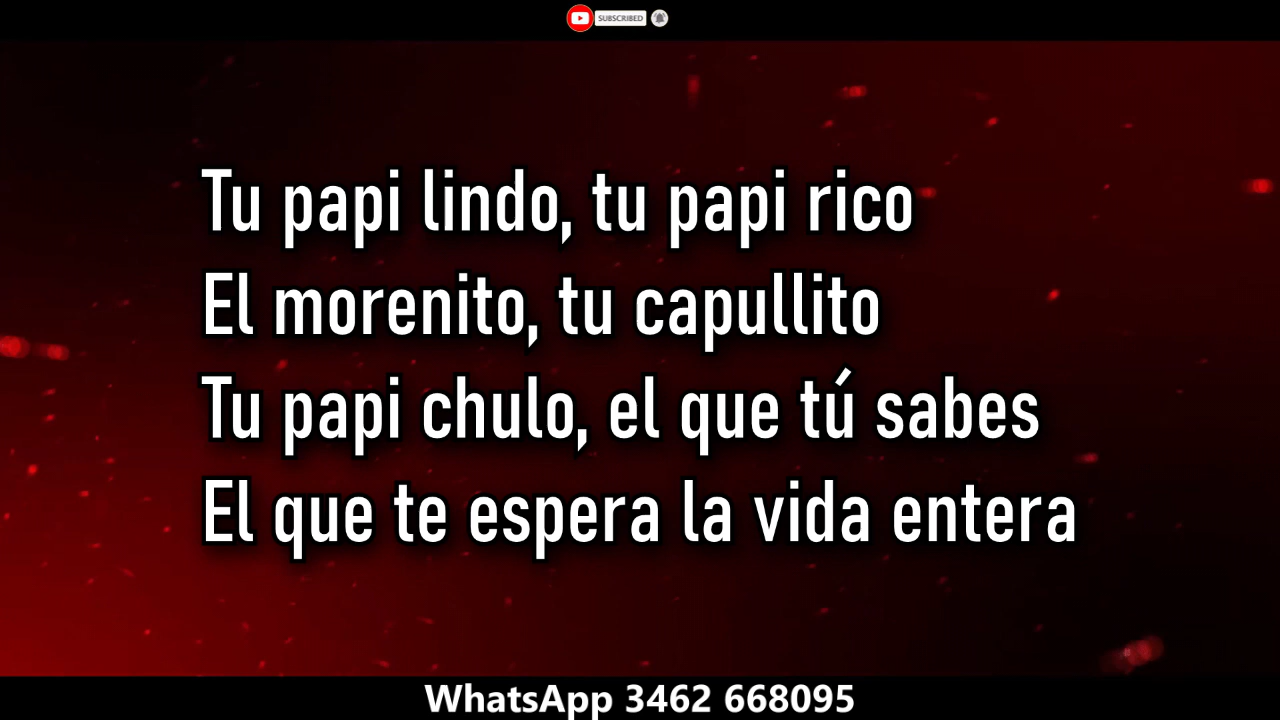 SUBSCRIBED
Tu papi lindo, tu papi rico
El morenito, tu capullito
Tu papi chulo, el que tú sabes
El que te espera la vida entera
WhatsApp 3462 668095